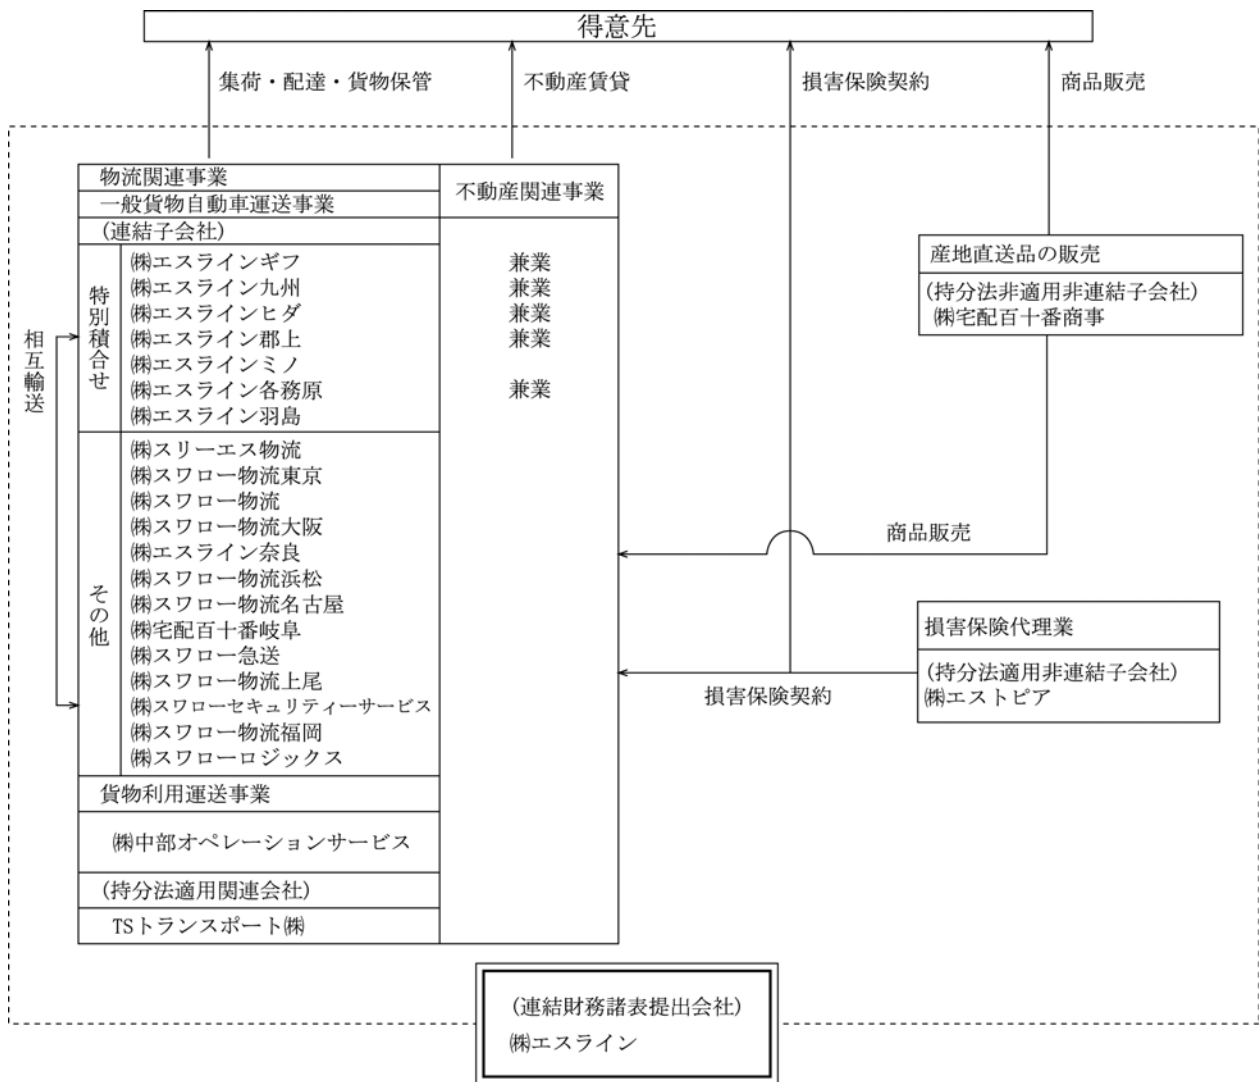 得意先
集荷・配達・貨物保管
不動産賃貸
損害保険契約
商品販売
物流関連事業
一般貨物自動車運送事業
不動産関連事業
(連結子会社)
相互輸送
特別積合せ
㈱エスラインギフ 兼業
㈱エスライン九州 兼業
㈱エスラインヒダ 兼業
㈱エスライン郡上 兼業
㈱エスラインミノ
㈱エスライン各務原 兼業
㈱エスライン羽島
その他
㈱スリーエス物流
㈱スワロー物流東京
㈱スワロー物流
㈱スワロー物流大阪
㈱エスライン奈良
㈱スワロー物流浜松
㈱スワロー物流名古屋
㈱宅配百十番岐阜
㈱スワロー急送
㈱スワロー物流上尾
㈱スワローセキュリティーサービス
㈱スワロー物流福岡
㈱スワローロジックス
貨物利用運送事業
㈱中部オペレーションサービス
(持分法適用関連会社)
TSトランスポート㈱
産地直送品の販売
(持分法非適用非連結子会社)
㈱宅配百十番商事
商品販売
損害保険代理業
(持分法適用非連結子会社)
㈱エストピア
損害保険契約
(連結財務諸表提出会社)
㈱エスライン